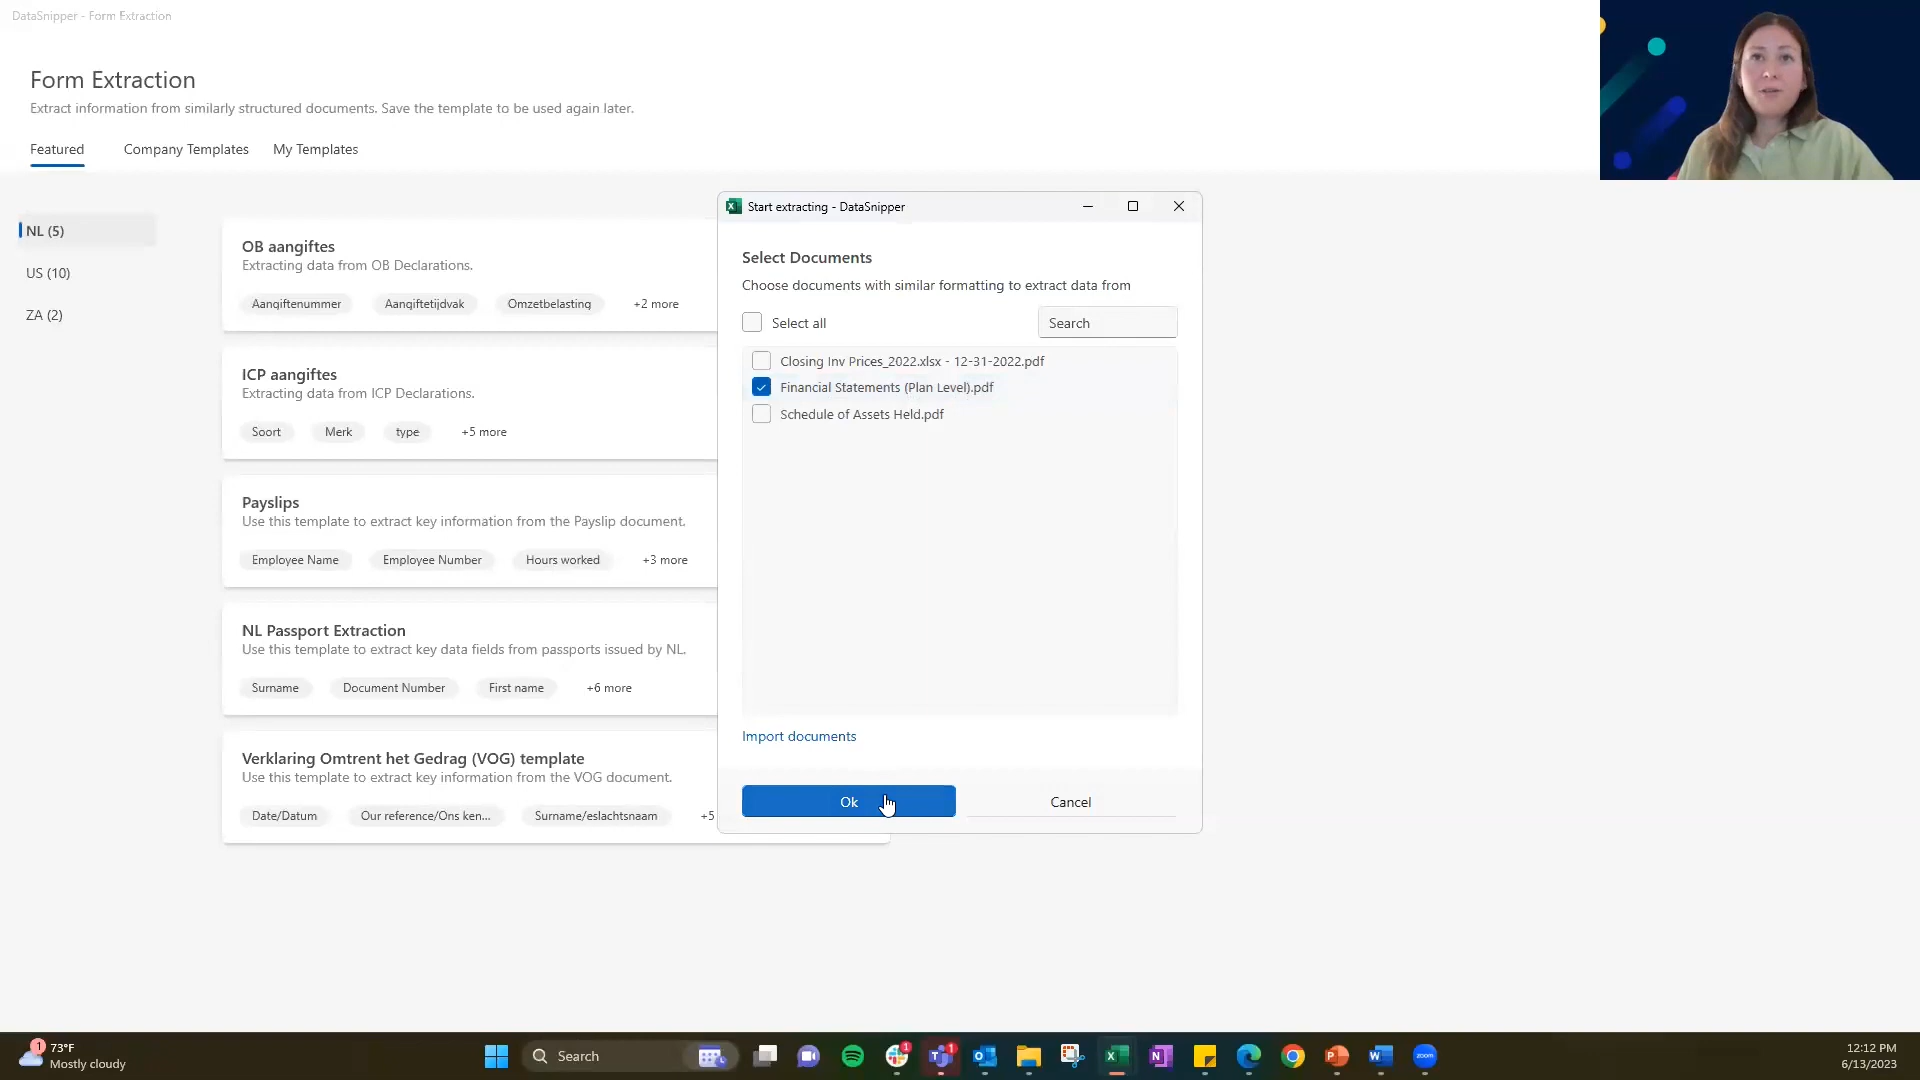 DataSnipper - Form Extraction
Form Extraction
Extract information from similarly structured documents. Save the template to be used again later.
Featured
Company Templates
My Templates
NL (5)
US (10)
ZA (2)
OB aangiftes
Extracting data from OB Declarations.
Aangiftenummer
Aangiftetijdvak
Omzetbelasting
+2 more
ICP aangiftes
Extracting data from ICP Declarations.
Soort
Merk
type
+5 more
Payslips
Use this template to extract key information from the Payslip document.
Employee Name
Employee Number
Hours worked
+3 more
NL Passport Extraction
Use this template to extract key data fields from passports issued by NL.
Surname
Document Number
First name
+6 more
Verklaring Omtrent het Gedrag (VOG) template
Use this template to extract key information from the VOG document.
Date/Datum
Our reference/Ons ken...
Surname/eslachtsnaam
+5
Start extracting - DataSnipper
Select Documents
Choose documents with similar formatting to extract data from
Select all
Search
Closing Inv Prices_2022.xlsx - 12-31-2022.pdf
Financial Statements (Plan Level).pdf
Schedule of Assets Held.pdf
Import documents
Ok
Cancel
1
73°F
Mostly cloudy
Search
1
1
zoom
12:12 PM
6/13/2023